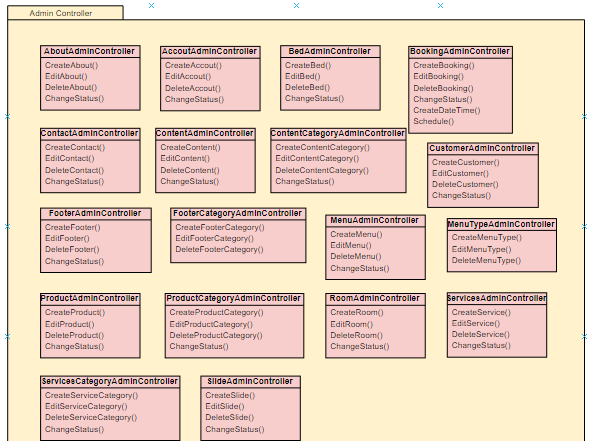 Admin Controller
AboutAdminController
CreateAbout()
EditAbout()
DeleteAbout()
ChangeStatus()
AccoutAdminController
CreateAccout()
EditAccout()
DeleteAccout()
ChangeStatus()
BedAdminController
CreateBed()
EditBed()
DeleteBed()
ChangeStatus()
BookingAdminController
CreateBooking()
EditBooking()
DeleteBooking()
ChangeStatus()
CreateDateTime()
Schedule()
ContactAdminController
CreateContact()
EditContact()
DeleteContact()
ChangeStatus()
ContentAdminController
CreateContent()
EditContent()
DeleteContent()
ChangeStatus()
ContentCategoryAdminController
CreateContentCategory()
EditContentCategory()
DeleteContentCategory()
ChangeStatus()
CustomerAdminController
CreateCustomer()
EditCustomer()
DeleteCustomer()
ChangeStatus()
FooterAdminController
CreateFooter()
EditFooter()
DeleteFooter()
ChangeStatus()
FooterCategoryAdminController
CreateFooterCategory()
EditFooterCategory()
DeleteFooterCategory()
MenuAdminController
CreateMenu()
EditMenu()
DeleteMenu()
ChangeStatus()
MenuTypeAdminController
CreateMenuType()
EditMenuType()
DeleteMenuType()
ProductAdminController
CreateProduct()
EditProduct()
DeleteProduct()
ChangeStatus()
ProductCategoryAdminController
CreateProductCategory()
EditProductCategory()
DeleteProductCategory()
ChangeStatus()
RoomAdminController
CreateRoom()
EditRoom()
DeleteRoom()
ChangeStatus()
ServicesAdminController
CreateService()
EditService()
DeleteService()
ChangeStatus()
ServicesCategoryAdminController
CreateServiceCategory()
EditServiceCategory()
DeleteServiceCategory()
ChangeStatus()
SlideAdminController
CreateSlide()
EditSlide()
DeleteSlide()
ChangeStatus()